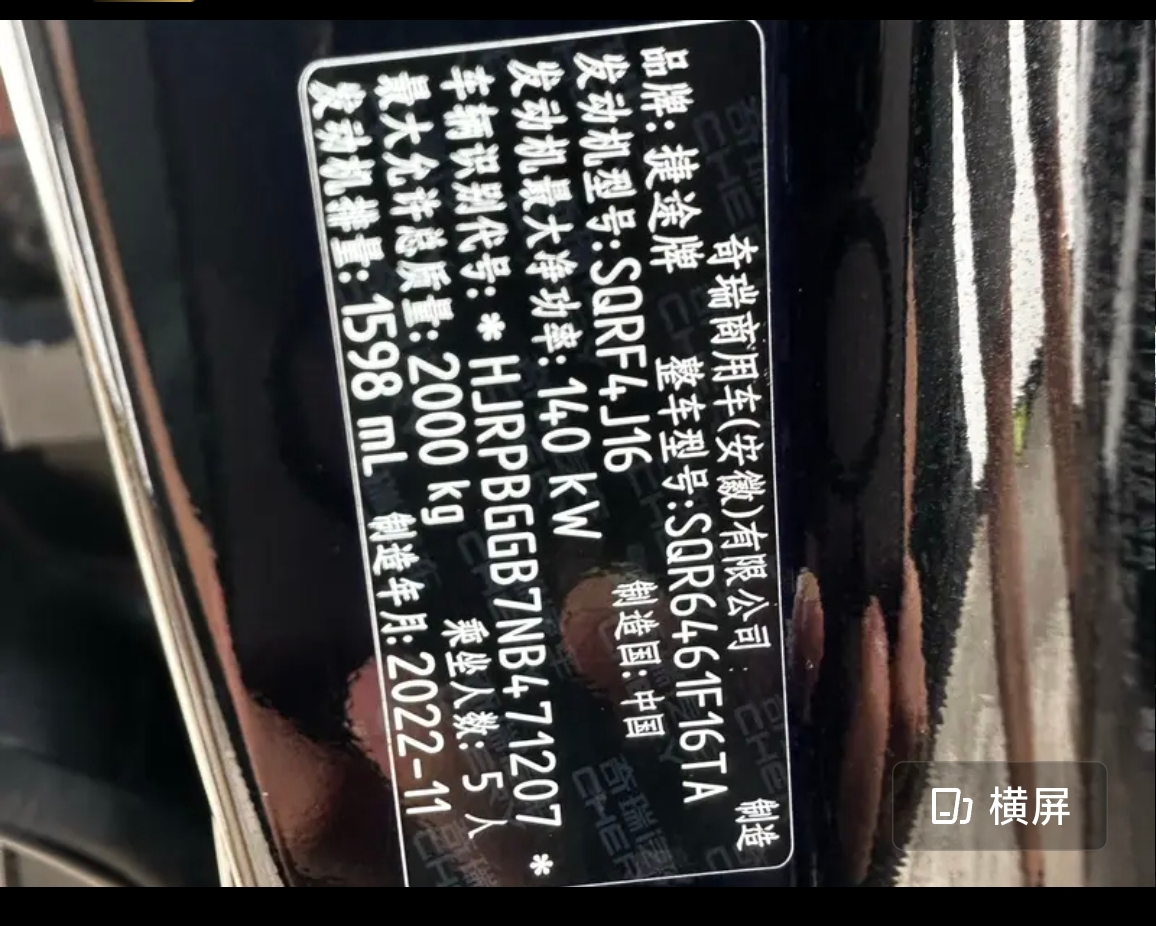 奇瑞商用车(安徽)有限公司 制造
品牌: 捷途牌 整车型号:SQR6461F16TA
发动机型号:SQRF4J16 制造国:中国
发动机最大净功率: 140 kW
车辆识别代号: * HJRPBGGB7NB471207 *
最大允许总质量: 2000 kg 乘坐人数: 5 人
发动机排量: 1598 mL 制造年月: 2022-11
横屏